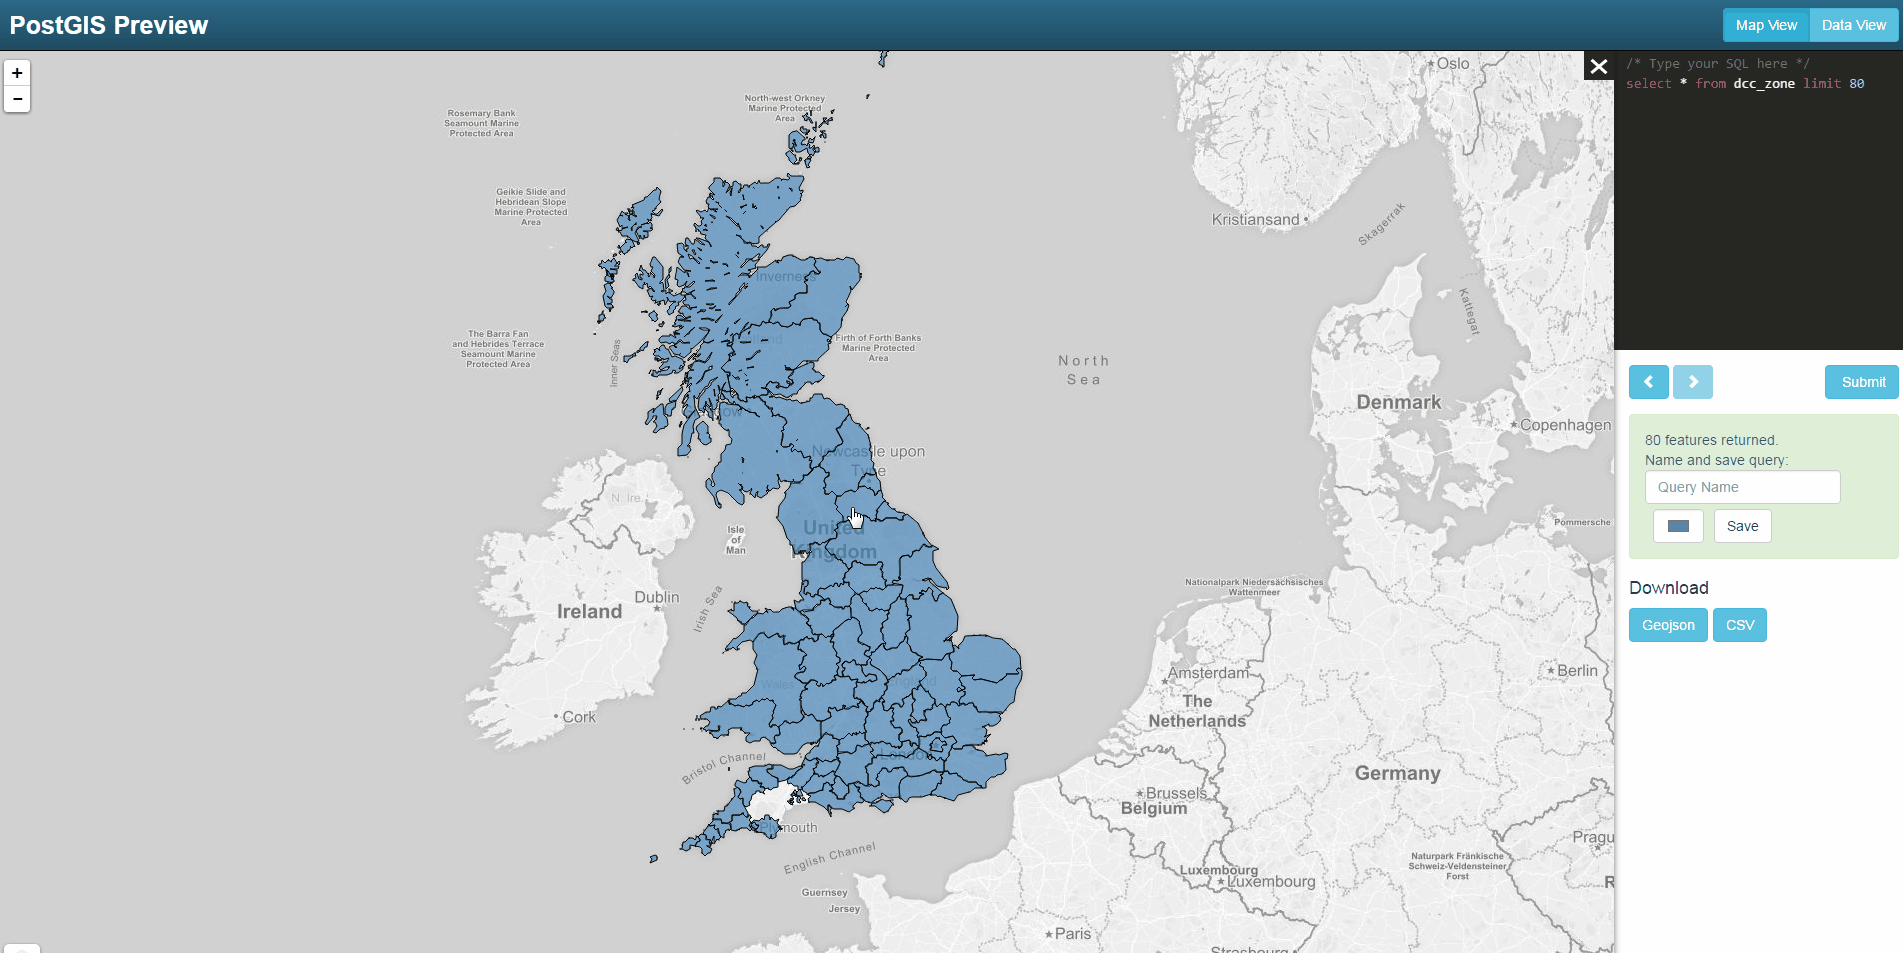 PostGIS Preview
Map View
Data View
+
-
/* Type your SQL here */
select * from dcc_zone limit 80
Submit
80 features returned.
Name and save query:
Query Name
Save
Download
Geojson
CSV
Oslo
North-west Orkney
Marine Protected
Area
Rosemary Bank
Seamount Marine
Protected Area
Geikie Slide and
Hebridean Slope
Marine Protected
Area
Kristiansand
Skagerrak
Kattegat
Inverness
The Barra Fan
and Hebrides Terrace
Seamount Marine
Protected Area
Inner Seas
Firth of Forth Banks
Marine Protected
Area
North
Sea
Denmark
Copenhagen
Newcastle upon
Tyne
N. Ire.
Isle
of
Man
United
Kingdom
Pommersche
Nationalpark Niedersächsisches
Wattenmeer
Dublin
Ireland
Irish Sea
Wales
England
Amsterdam
The
Netherlands
Berlin
Cork
London
Bristol Channel
Germany
Brussels
Belgium
Plymouth
English Channel
Pragu
Naturpark Fränkische
Schweiz-Veldensteiner
Forst
Luxembourg
Luxembourg
Guernsey
Jersey
R
Paris
Strasbourg